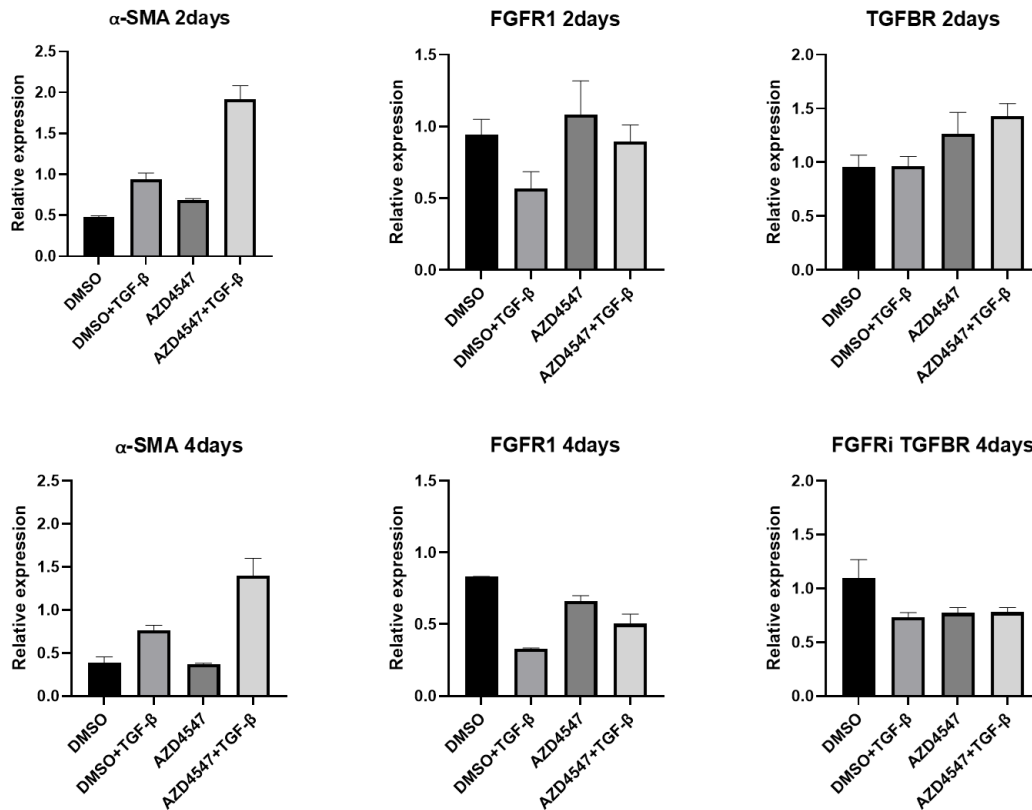 α-SMA 2days
Relative expression
2.5
2.0
1.5
1.0
0.5
0.0
DMSO
DMSO+TGF-β
AZD4547
AZD4547+TGF-β
FGFR1 2days
Relative expression
1.5
1.0
0.5
0.0
DMSO
DMSO+TGF-β
AZD4547
AZD4547+TGF-β
TGFBR 2days
Relative expression
2.0
1.5
1.0
0.5
0.0
DMSO
DMSO+TGF-β
AZD4547
AZD4547+TGF-β
α-SMA 4days
Relative expression
2.5
2.0
1.5
1.0
0.5
0.0
DMSO
DMSO+TGF-β
AZD4547
AZD4547+TGF-β
FGFR1 4days
Relative expression
1.5
1.0
0.5
0.0
DMSO
DMSO+TGF-β
AZD4547
AZD4547+TGF-β
FGFRi TGFBR 4days
Relative expression
2.0
1.5
1.0
0.5
0.0
DMSO
DMSO+TGF-β
AZD4547
AZD4547+TGF-β